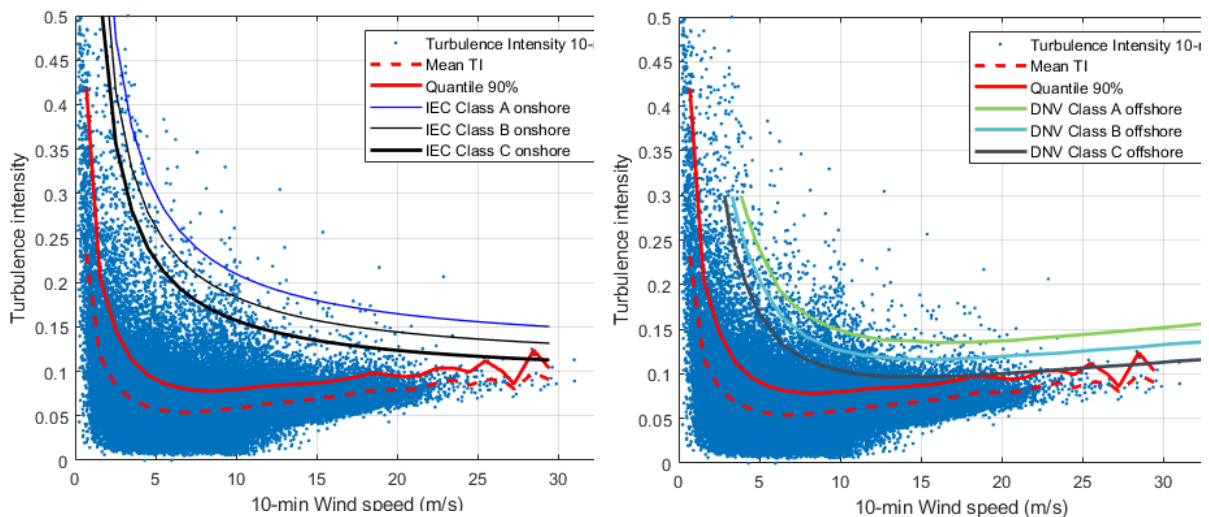 Turbulence intensity
0.5
0.45
0.4
0.35
0.3
0.25
0.2
0.15
0.1
0.05
0
Turbulence Intensity 10-
Mean TI
Quantile 90%
IEC Class A onshore
IEC Class B onshore
IEC Class C onshore
0 5 10 15 20 25 30
10-min Wind speed (m/s)
Turbulence intensity
0.5
0.45
0.4
0.35
0.3
0.25
0.2
0.15
0.1
0.05
0
Turbulence Intensity 10-
Mean TI
Quantile 90%
DNV Class A offshore
DNV Class B offshore
DNV Class C offshore
0 5 10 15 20 25 30
10-min Wind speed (m/s)